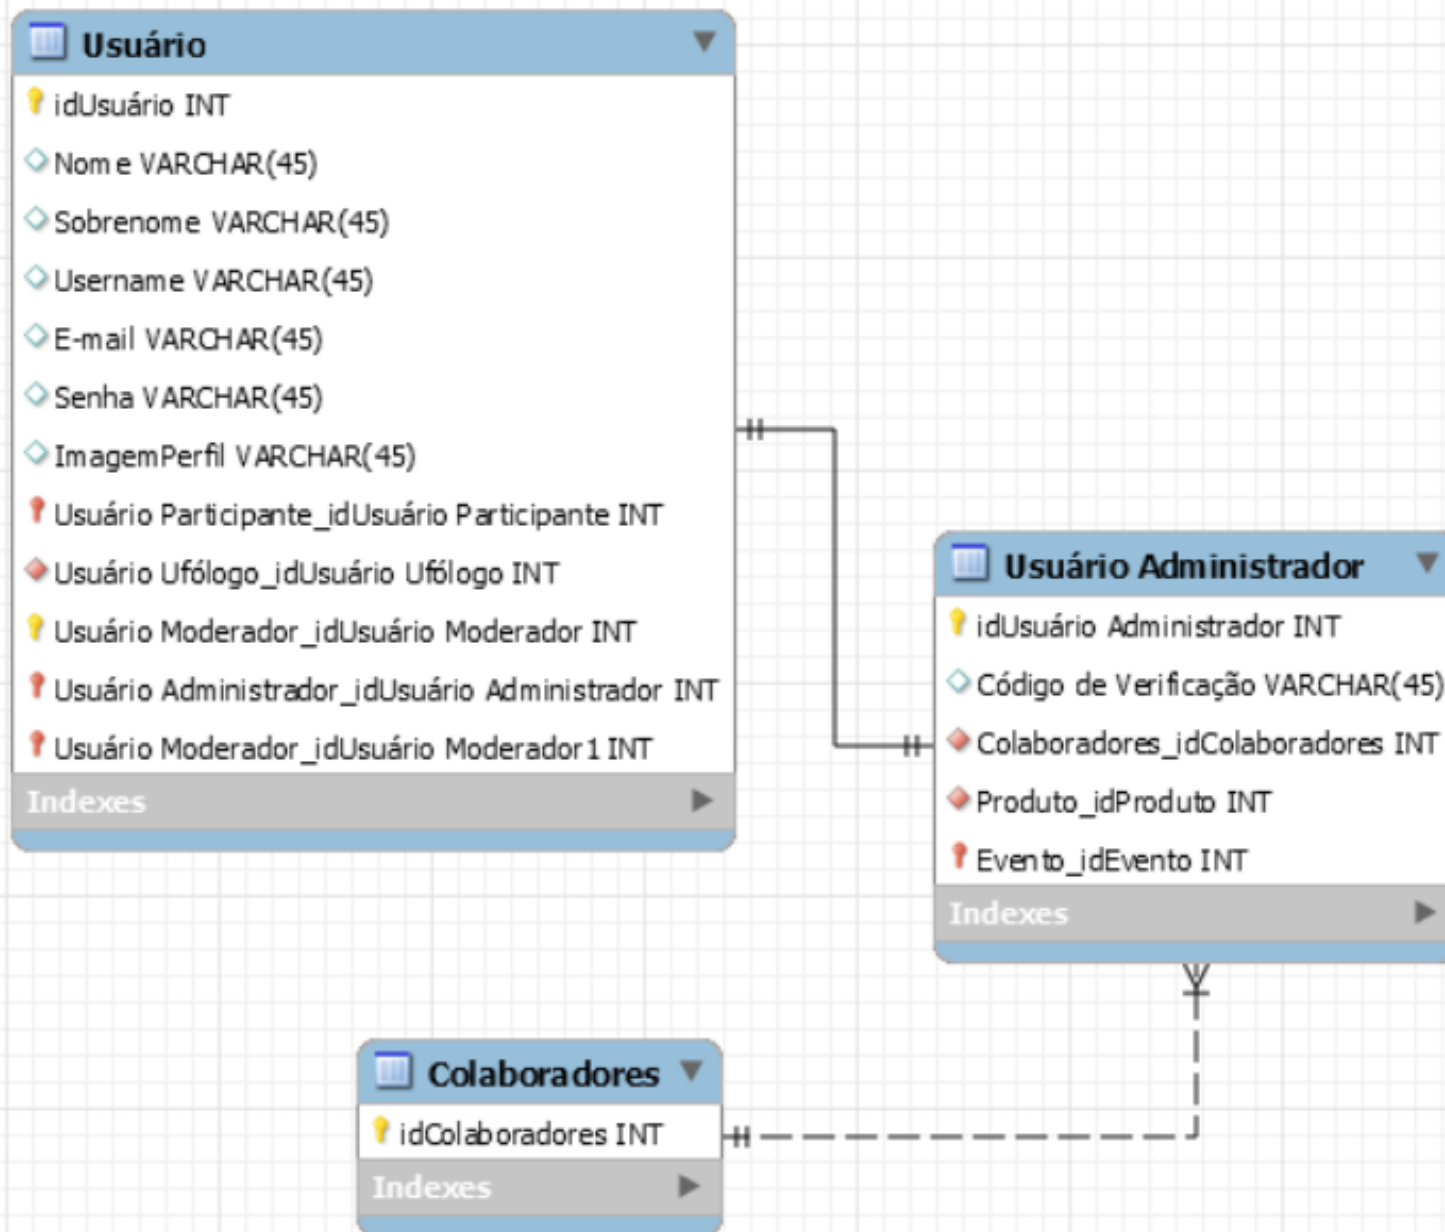 Usuário
idUsuário INT
Nome VARCHAR(45)
Sobrenome VARCHAR(45)
Username VARCHAR(45)
E-mail VARCHAR(45)
Senha VARCHAR(45)
ImagemPerfil VARCHAR(45)
Usuário Participante_idUsuário Participante INT
Usuário Ufólogo_idUsuário Ufólogo INT
Usuário Moderador_idUsuário Moderador INT
Usuário Administrador_idUsuário Administrador INT
Usuário Moderador_idUsuário Moderador1 INT
Indexes
Usuário Administrador
idUsuário Administrador INT
Código de Verificação VARCHAR(45)
Colaboradores_idColaboradores INT
Produto_idProduto INT
Evento_idEvento INT
Indexes
Colaboradores
idColaboradores INT
Indexes